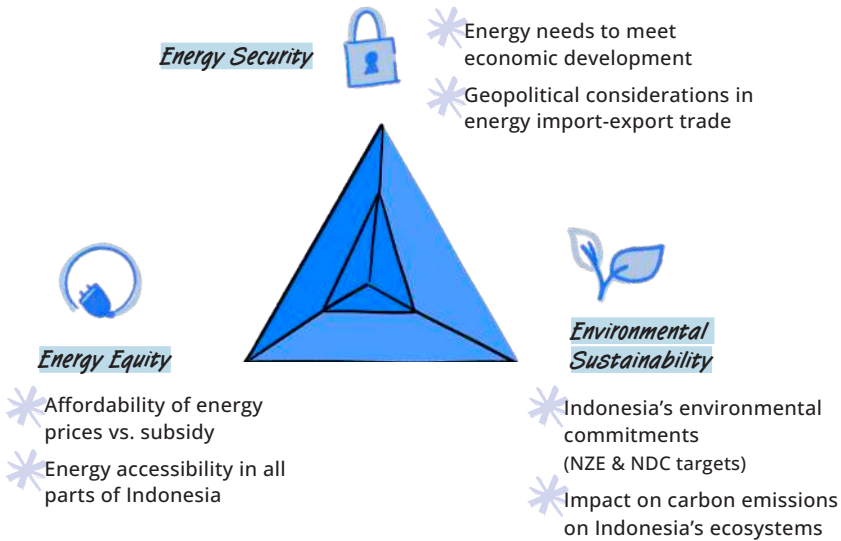 Energy Security
Energy needs to meet
economic development
Geopolitical considerations in
energy import-export trade
Energy Equity
Affordability of energy
prices vs. subsidy
Energy accessibility in all
parts of Indonesia
Environmental
Sustainability
Indonesia’s environmental
commitments
(NZE & NDC targets)
Impact on carbon emissions
on Indonesia’s ecosystems